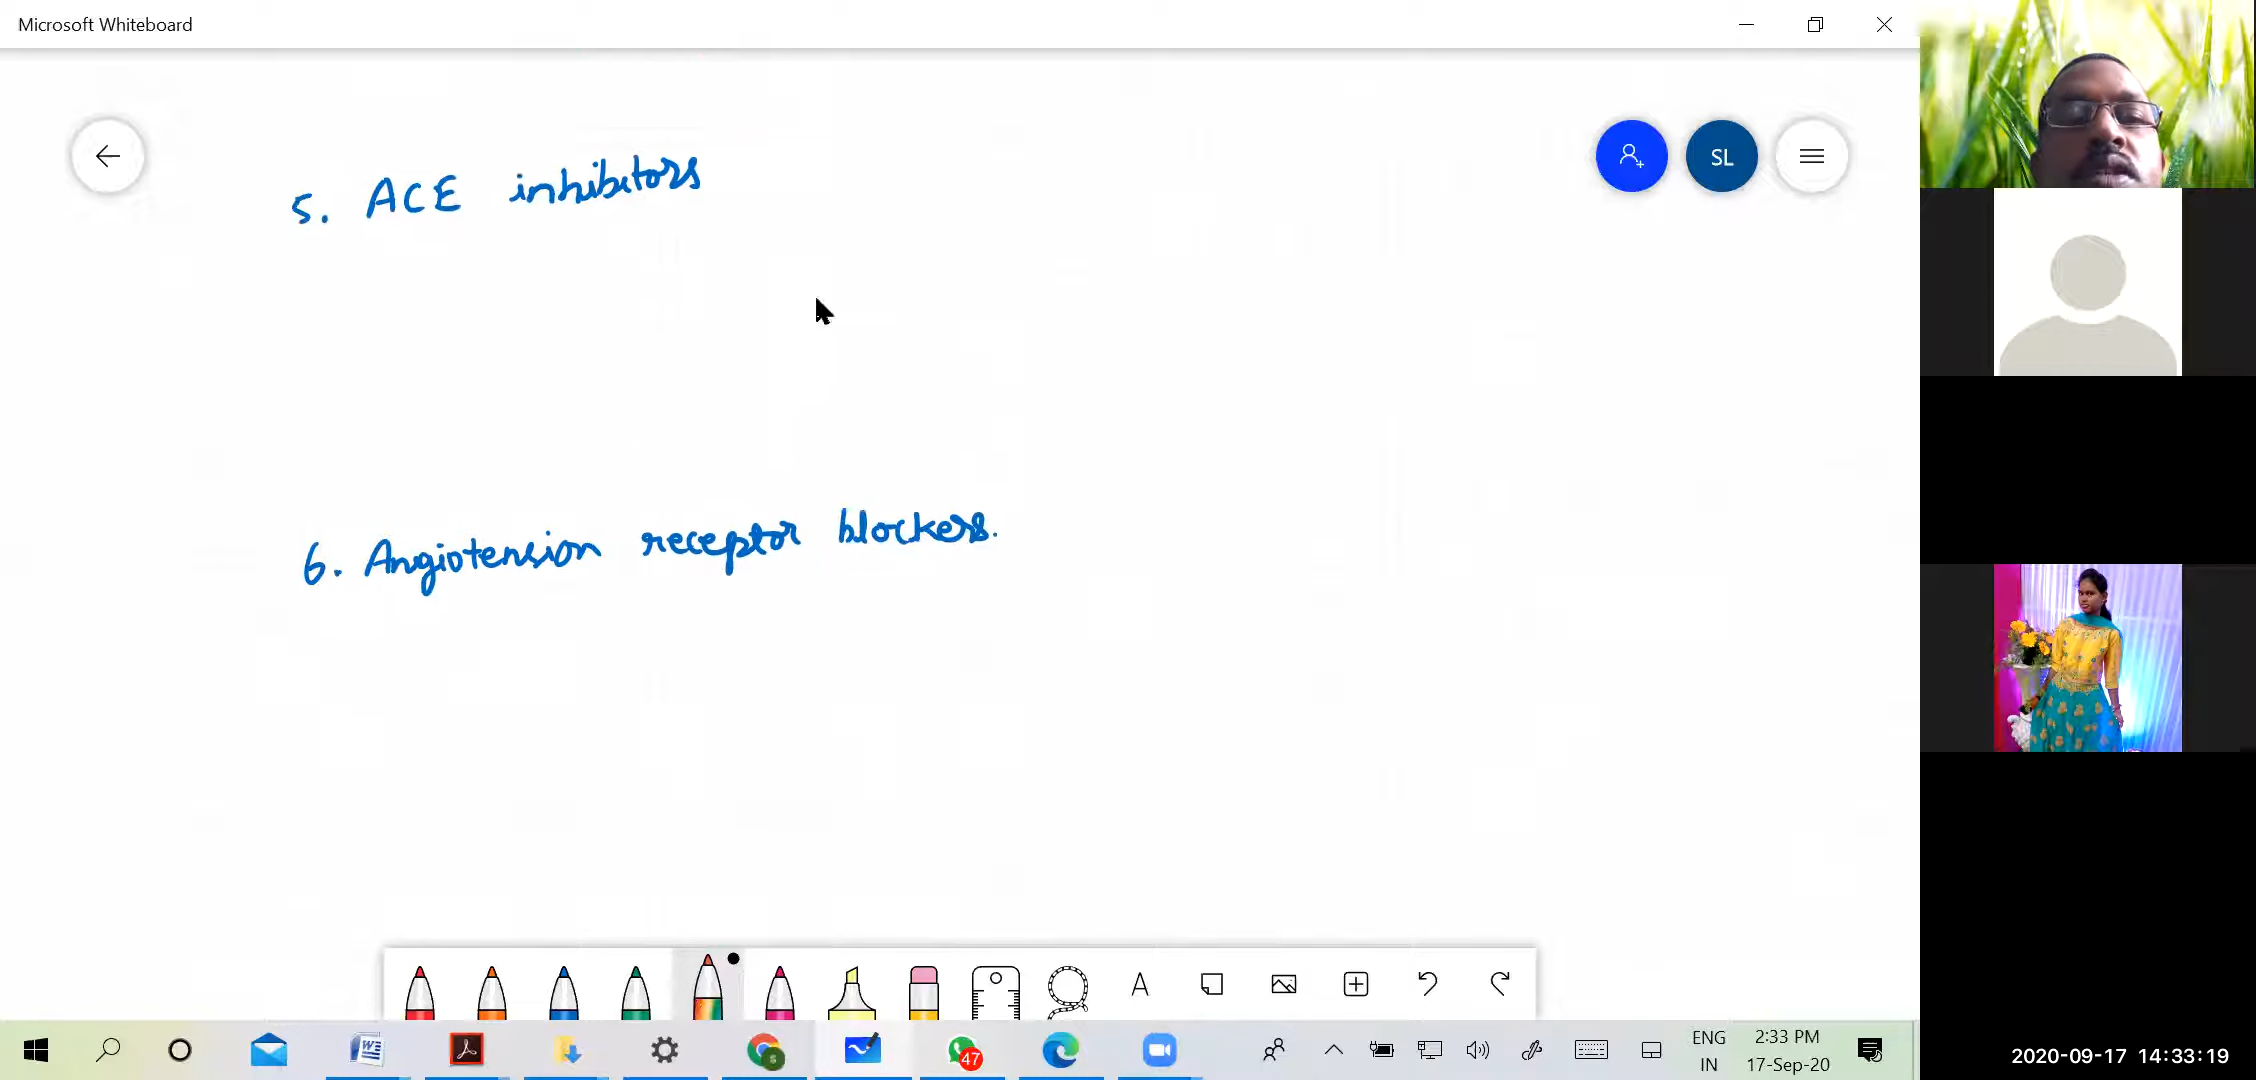 Microsoft Whiteboard
SL
5. ACE inhibitors
6. Angiotension receptor blockers.
A
47
ENG
IN
2:33 PM
17-Sep-20
2020-09-17 14:33:19